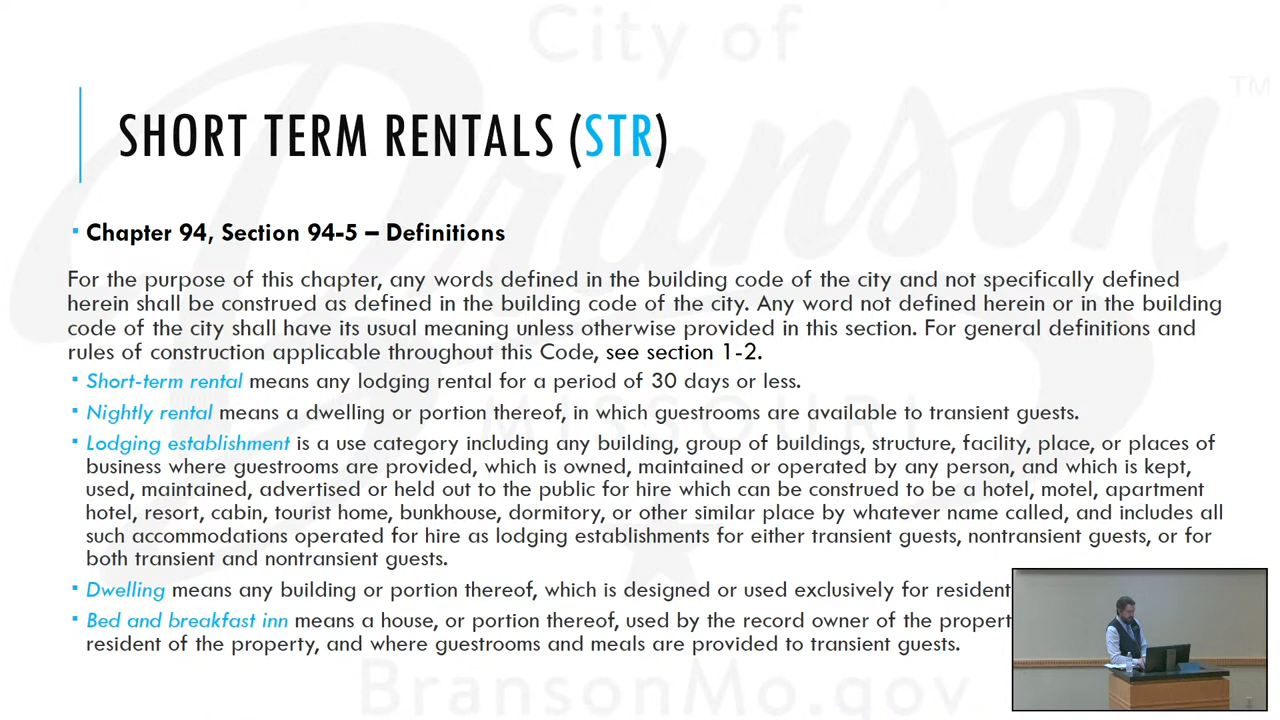 City of
Branson
TM
SHORT TERM RENTALS (STR)
Chapter 94, Section 94-5 – Definitions
For the purpose of this chapter, any words defined in the building code of the city and not specifically defined
herein shall be construed as defined in the building code of the city. Any word not defined herein or in the building
code of the city shall have its usual meaning unless otherwise provided in this section. For general definitions and
rules of construction applicable throughout this Code, see section 1-2.
Short-term rental means any lodging rental for a period of 30 days or less.
Nightly rental means a dwelling or portion thereof, in which guestrooms are available to transient guests.
MISSOURI
Lodging establishment is a use category including any building, group of buildings, structure, facility, place, or places of
business where guestrooms are provided, which is owned, maintained or operated by any person, and which is kept,
used, maintained, advertised or held out to the public for hire which can be construed to be a hotel, motel, apartment
hotel, resort, cabin, tourist home, bunkhouse, dormitory, or other similar place by whatever name called, and includes all
such accommodations operated for hire as lodging establishments for either transient guests, nontransient guests, or for
both transient and nontransient guests.
Dwelling means any building or portion thereof, which is designed or used exclusively for resident
Bed and breakfast inn means a house, or portion thereof, used by the record owner of the propert
resident of the property, and where guestrooms and meals are provided to transient guests.
BransonMo.gov